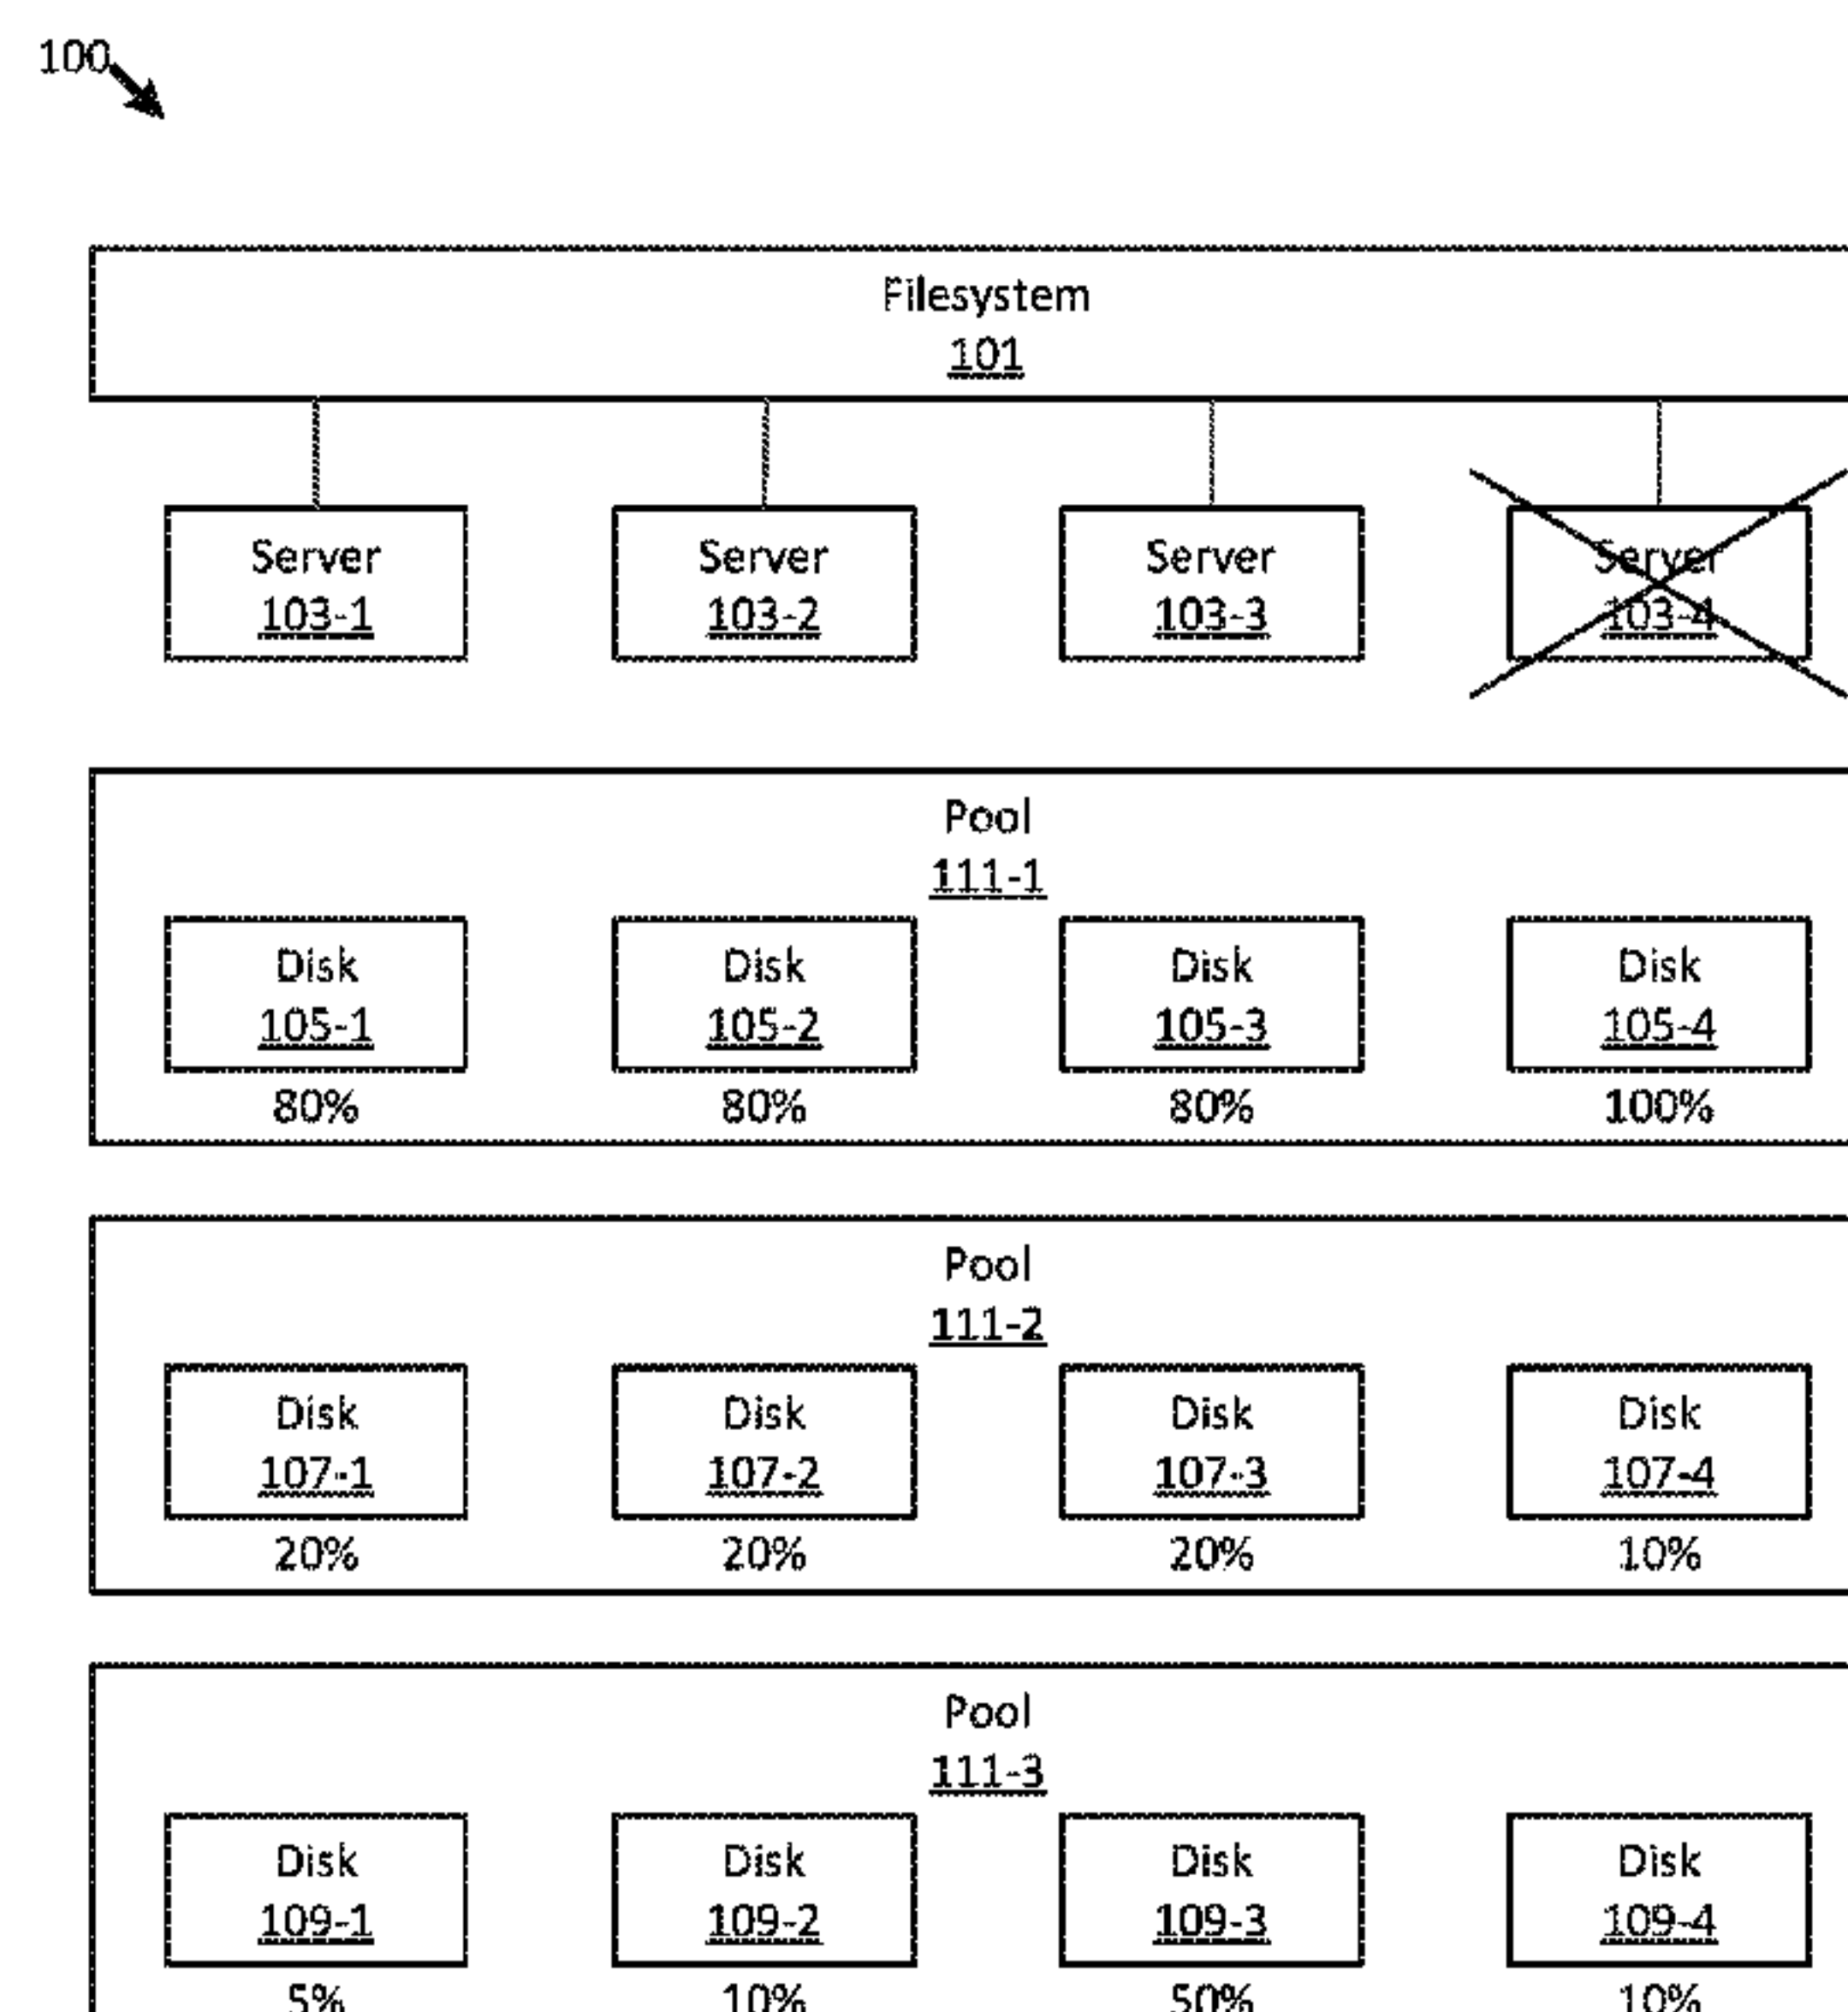 100
Filesystem
101
Server Server Server Server
103-1 103-2 103-3 103-4
Pool
111-1
Disk Disk Disk Disk
105-1 105-2 105-3 105-4
80% 80% 80% 100%
Pool
111-2
Disk Disk Disk Disk
107-1 107-2 107-3 107-4
20% 20% 20% 10%
Pool
111-3
Disk Disk Disk Disk
109-1 109-2 109-3 109-4
5% 10% 50% 10%